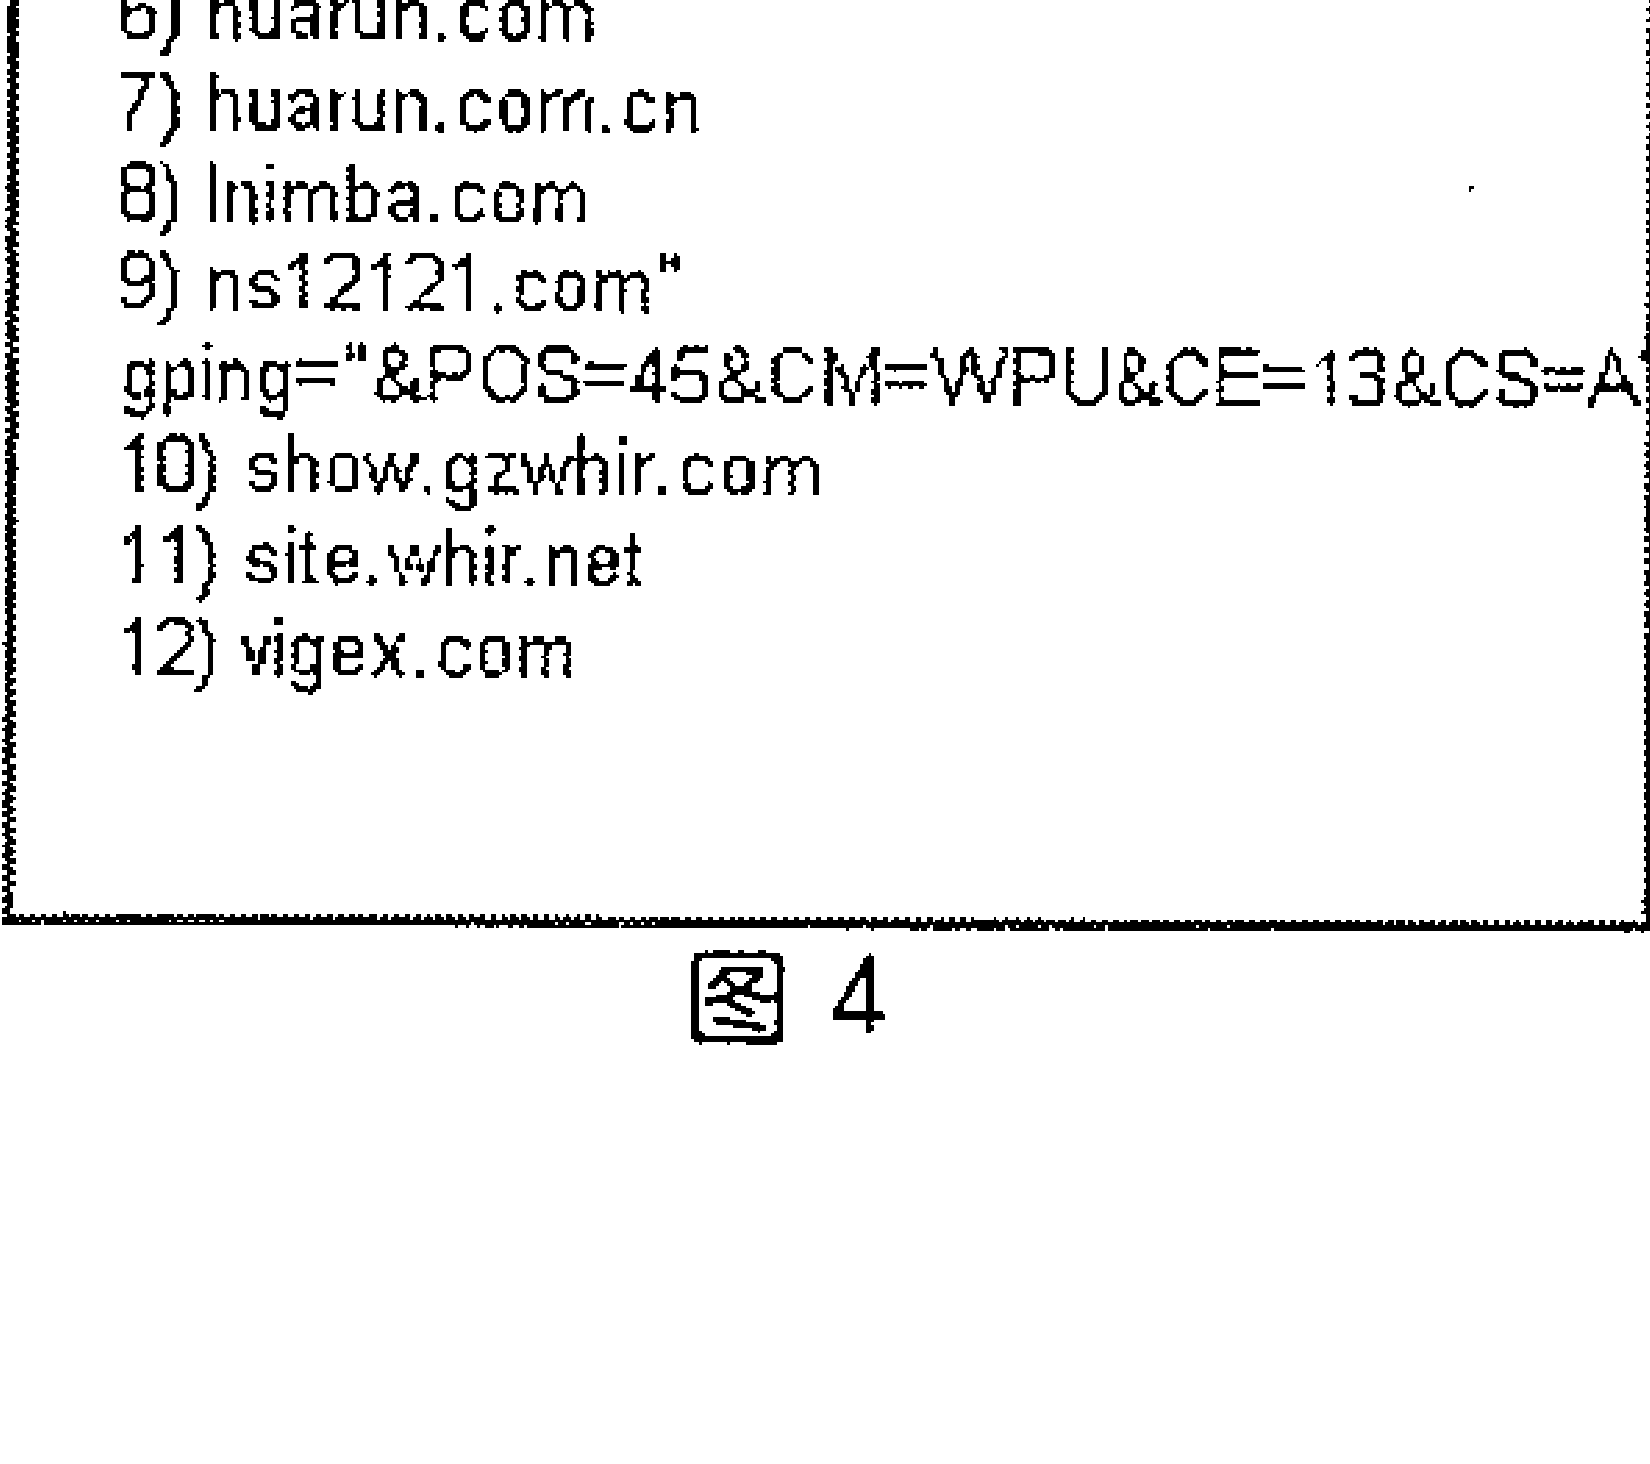 6) huarun.com
7) huarun.com.cn
8) lnimba.com
9) ns12121.com"
gping="&POS=45&CM=WPU&CE=13&CS=A"
10) show.gzwhir.com
11) site.whir.net
12) vigex.com
图 4